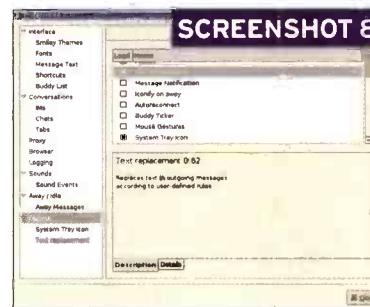 SCREENSHOT 8
Interface
Smiley Themes
Fonts
Message Text
Shortcuts
Buddy List
Conversations
IMs
Chats
Tabs
Proxy
Browser
Logging
Sounds
Sound Events
Away / Idle
Away Messages
System Tray Icon
Text replacement
Load Name
Message Notification
Iconify on away
Autoreconnect
Buddy Ticker
Mouse Gestures
System Tray Icon
Text replacement 0.62
Replaces text in outgoing messages
according to user-defined rules
Description Details